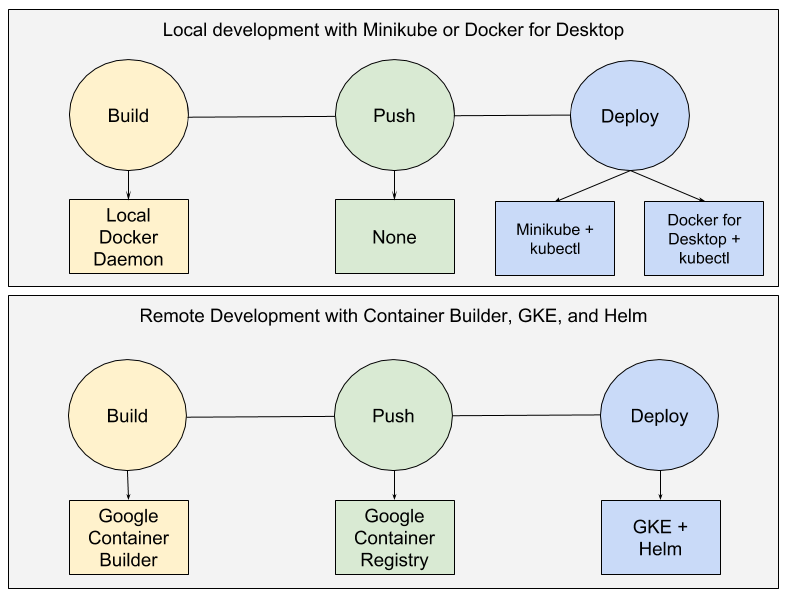 Local development with Minikube or Docker for Desktop
Build
Push
Deploy
Local
Docker
Daemon
None
Minikube +
kubectl
Docker for
Desktop +
kubectl
Remote Development with Container Builder, GKE, and Helm
Build
Push
Deploy
Google
Container
Builder
Google
Container
Registry
GKE +
Helm